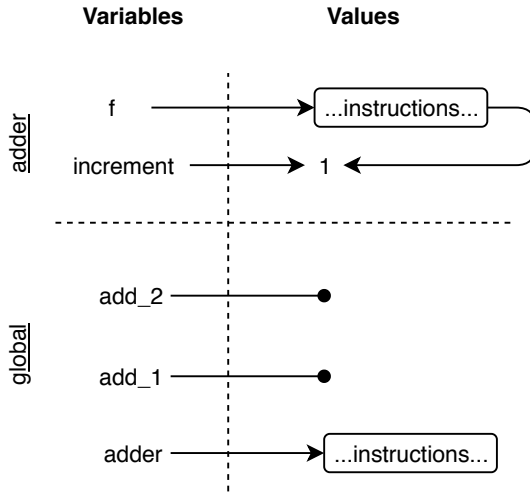 Variables Values
adder
f ...instructions...
increment 1
global
add_2
add_1
adder ...instructions...